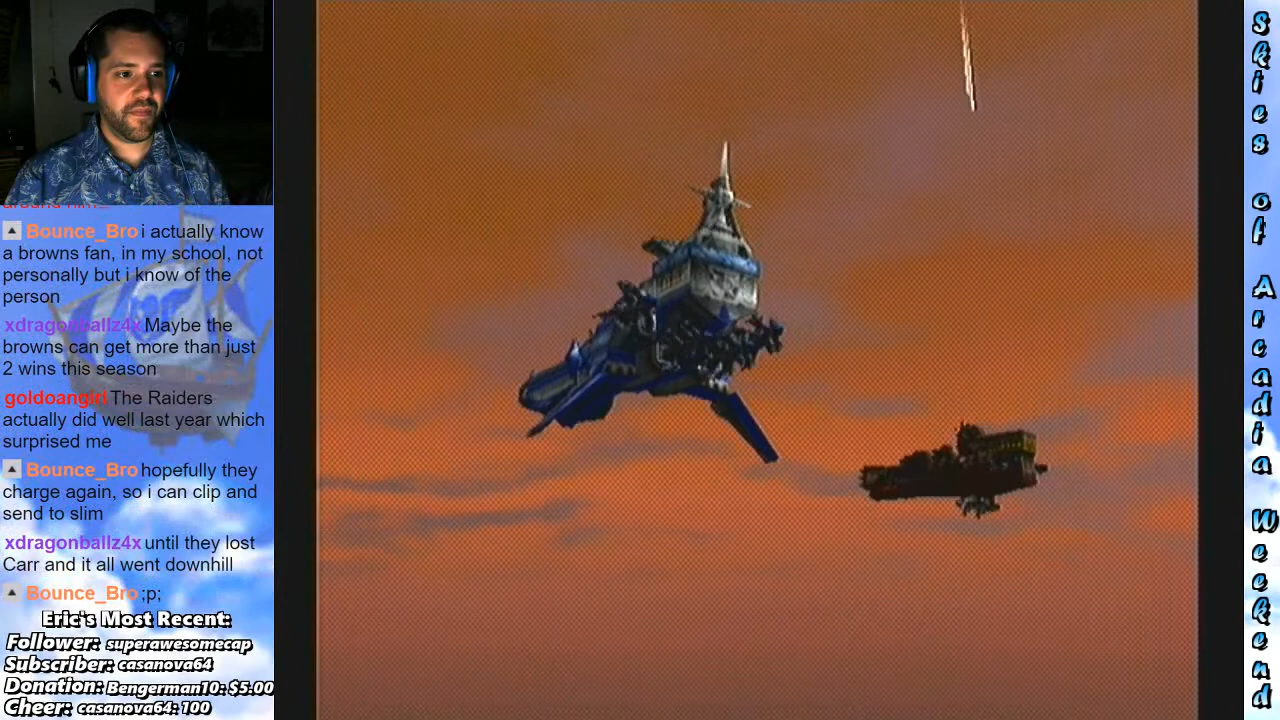 Bounce_Bro i actually know
a browns fan, in my school, not
personally but i know of the
person
xdragonballz4x Maybe the
browns can get more than just
2 wins this season
goldoangirl The Raiders
actually did well last year which
surprised me
Bounce_Bro hopefully they
charge again, so i can clip and
send to slim
xdragonballz4x until they lost
Carr and it all went downhill
Bounce_Bro ;p;
Eric's Most Recent:
Follower: superawesomecap
Subscriber: casanova64
Donation: Bengerman10: $5.00
Cheer: casanova64: 100
Skies of Arcadia Weekend